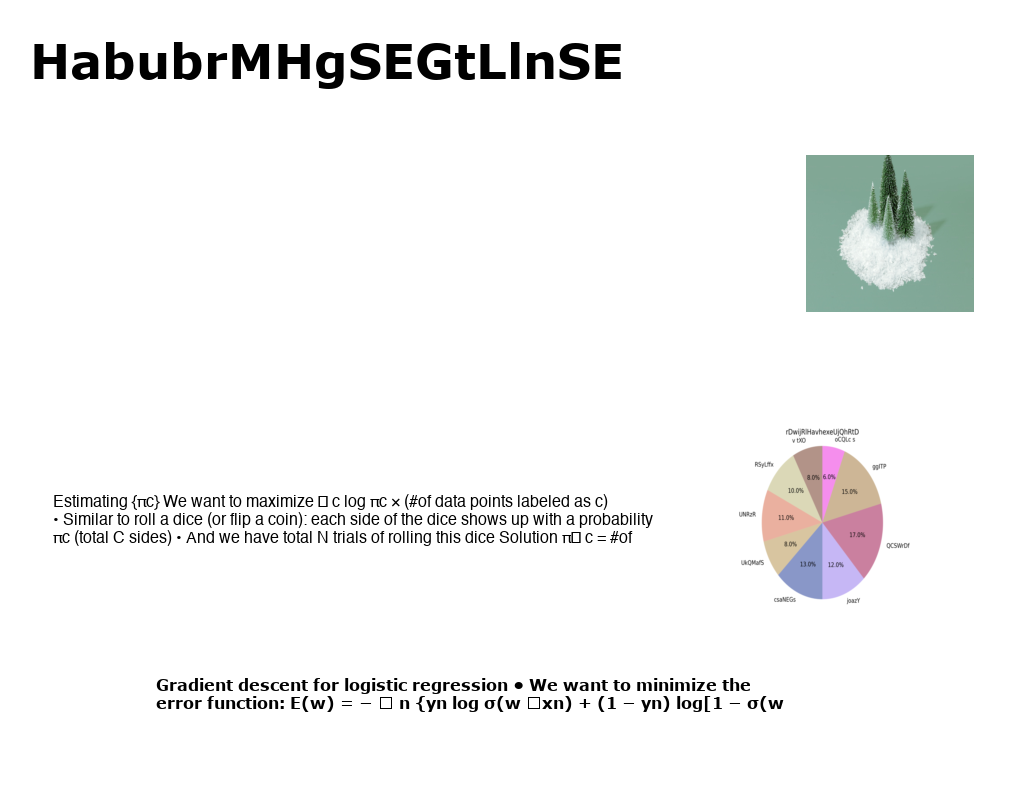 HabubrMHgSEGtLlnSE
rDwijRlHavhexeUjQhRtD
v tXO
oCQLc s
RSyLffx
ggITP
8.0%
6.0%
10.0%
15.0%
UNRzR
11.0%
17.0%
QCSWrDf
8.0%
UkQMafS
13.0%
12.0%
csaNEGs
joazY
Estimating {πc} We want to maximize □ c log πc × (#of data points labeled as c)
• Similar to roll a dice (or flip a coin): each side of the dice shows up with a probability
πc (total C sides) • And we have total N trials of rolling this dice Solution π□ c = #of
Gradient descent for logistic regression ● We want to minimize the
error function: E(w) = − □ n {yn log σ(w □xn) + (1 − yn) log[1 − σ(w